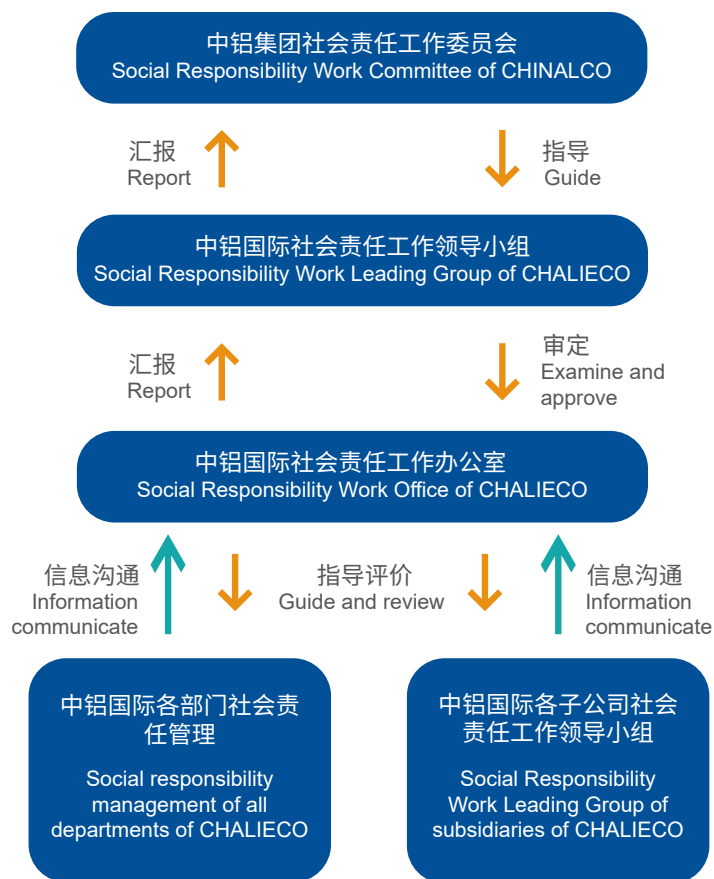 中铝集团社会责任工作委员会
Social Responsibility Work Committee of CHINALCO
汇报
Report
指导
Guide
中铝国际社会责任工作领导小组
Social Responsibility Work Leading Group of CHALIECO
汇报
Report
审定
Examine and
approve
中铝国际社会责任工作办公室
Social Responsibility Work Office of CHALIECO
信息沟通
Information
communicate
指导评价
Guide and review
信息沟通
Information
communicate
中铝国际各部门社会责
任管理
Social responsibility
management of all
departments of CHALIECO
中铝国际各子公司社会
责任工作领导小组
Social Responsibility
Work Leading Group of
subsidiaries of CHALIECO